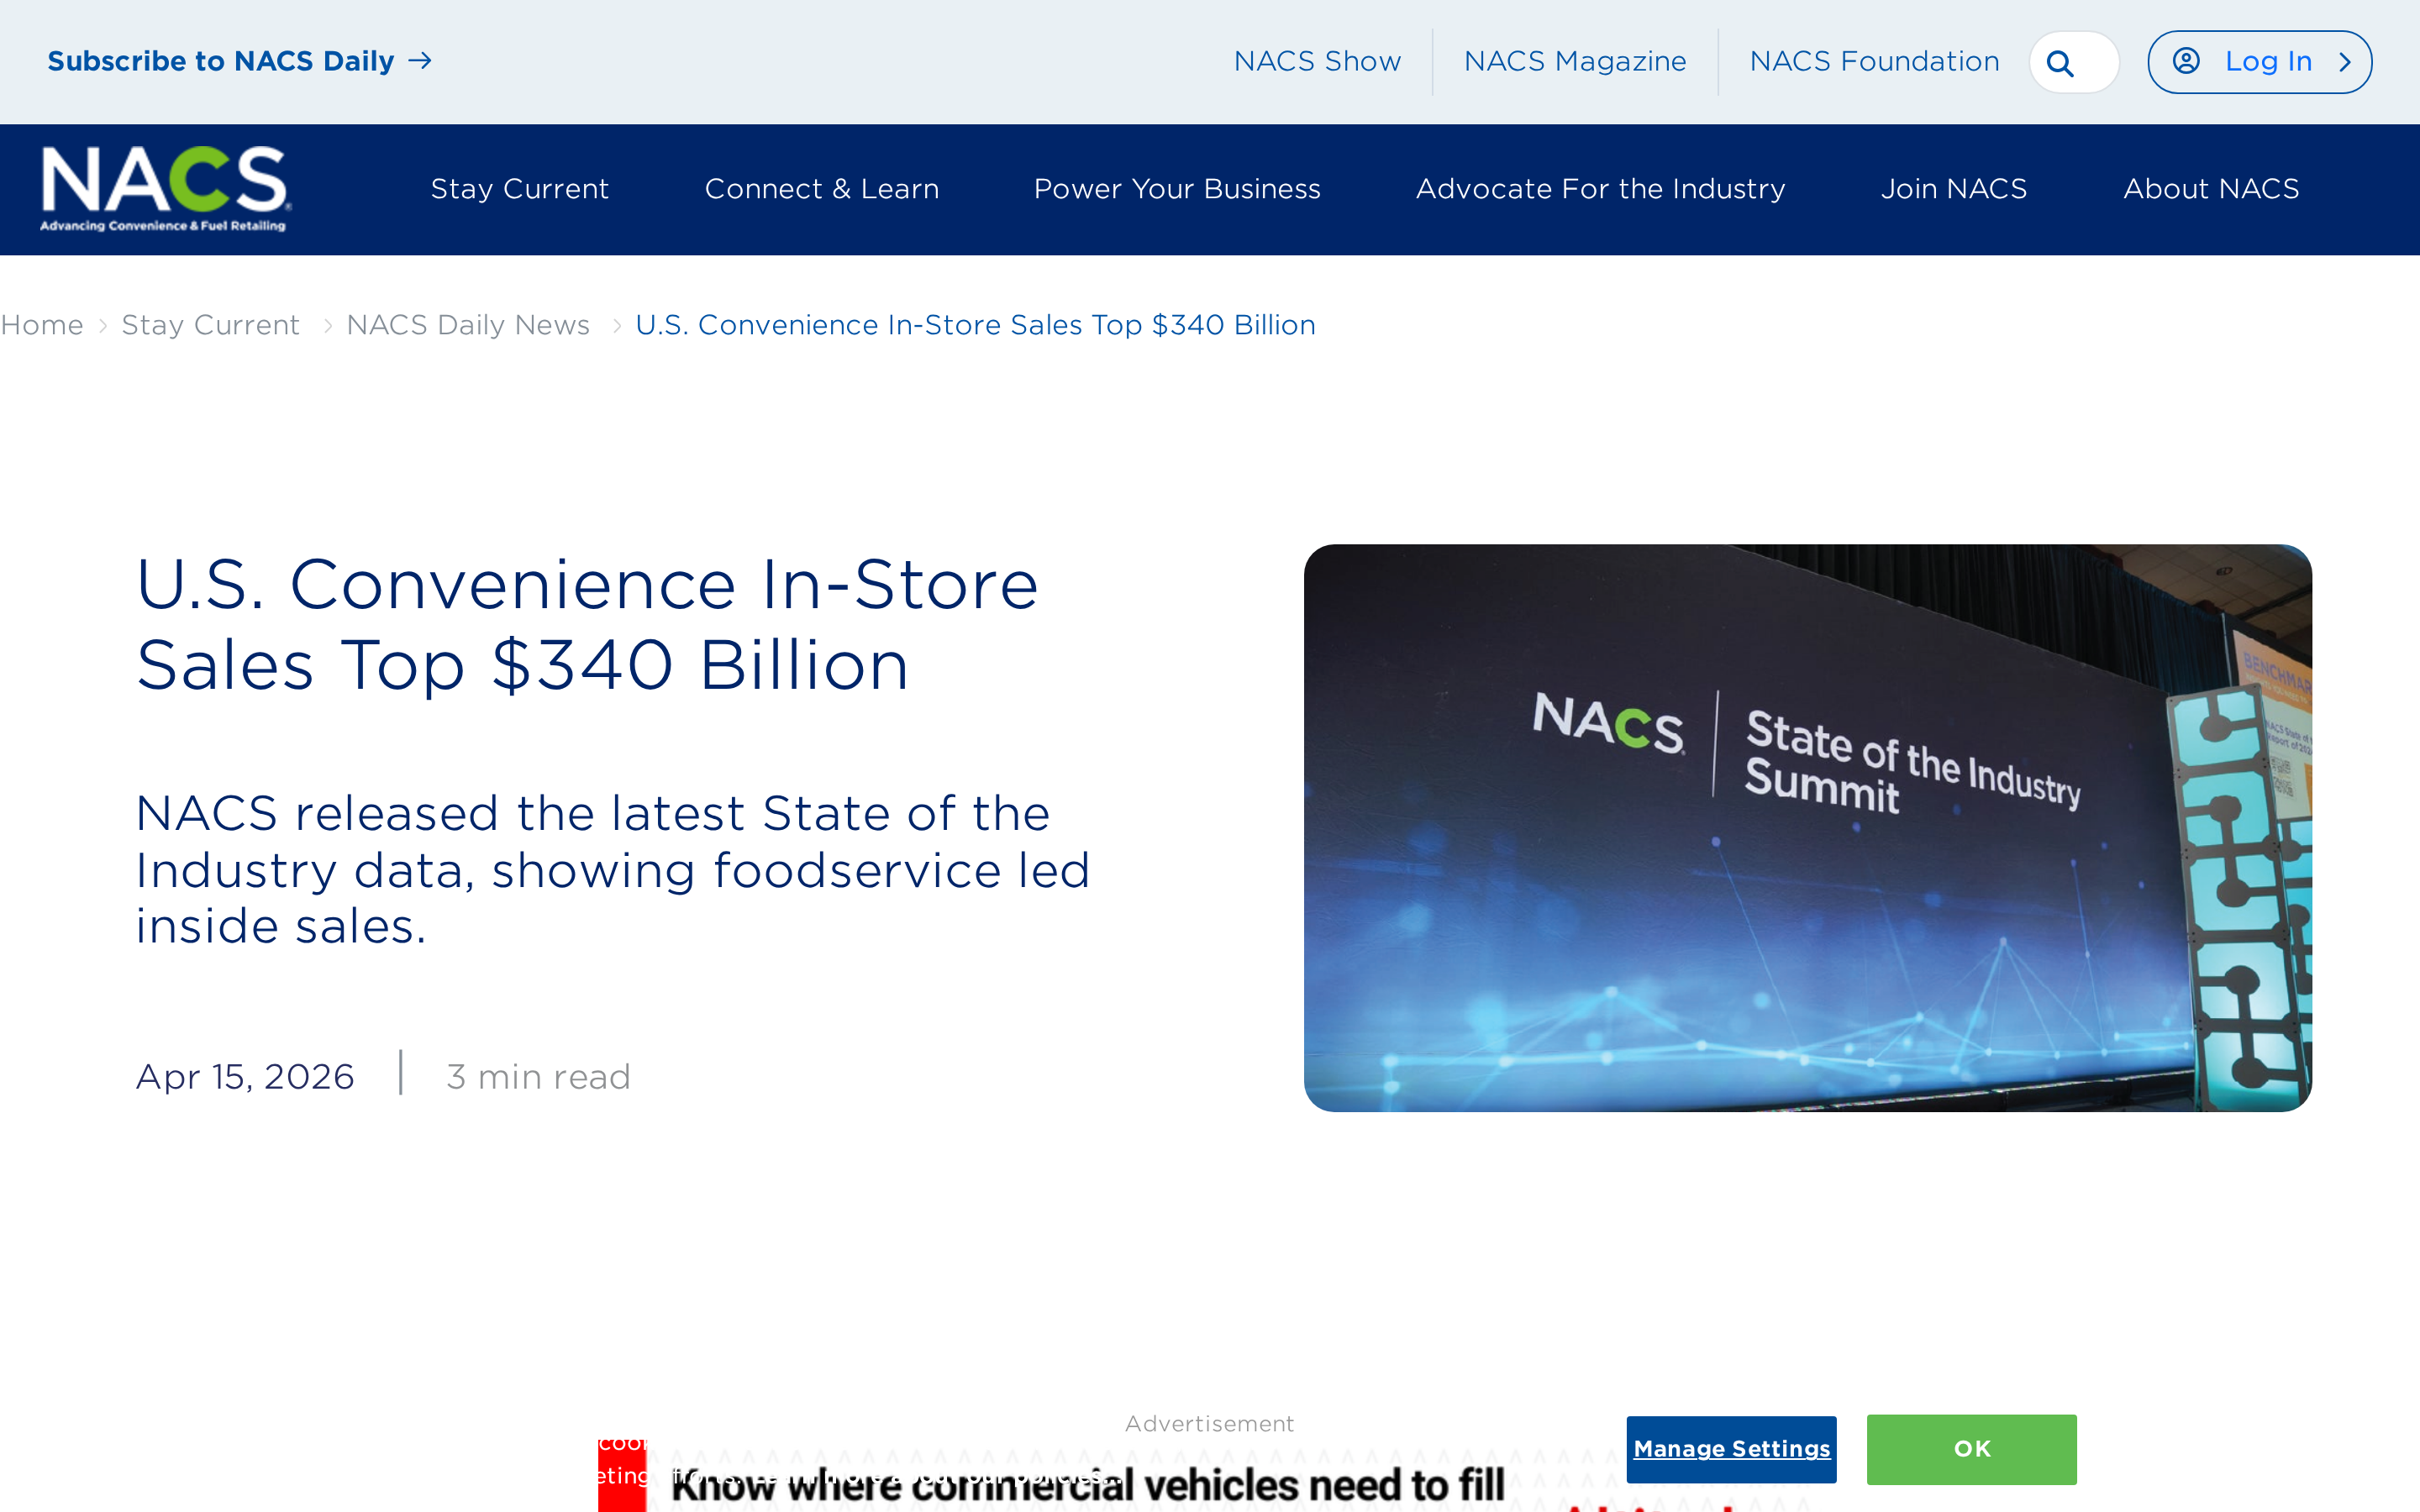 Subscribe to NACS Daily
NACS Show
NACS Magazine
NACS Foundation
Log In
NACS
Advancing Convenience & Fuel Retailing
Stay Current
Connect & Learn
Power Your Business
Advocate For the Industry
Join NACS
About NACS
Home
Stay Current
NACS Daily News
U.S. Convenience In-Store Sales Top $340 Billion
U.S. Convenience In-Store
Sales Top $340 Billion
NACS released the latest State of the
Industry data, showing foodservice led
inside sales.
Apr 15, 2026
3 min read
NACS
State of the Industry
Summit
Advertisement
Know where commercial vehicles need to fill
Manage Settings
OK